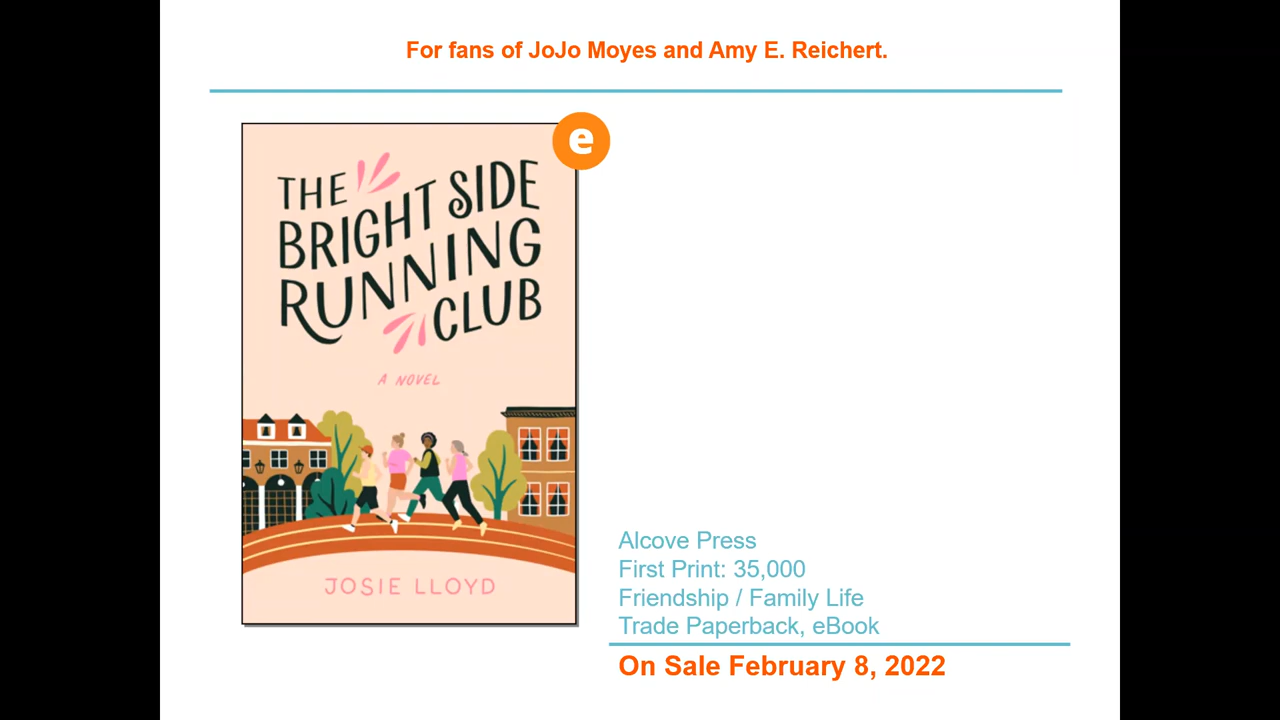 For fans of JoJo Moyes and Amy E. Reichert.
e
THE
BRIGHT SIDE
RUNNING
CLUB
A NOVEL
JOSIE LLOYD
Alcove Press
First Print: 35,000
Friendship / Family Life
Trade Paperback, eBook
On Sale February 8, 2022